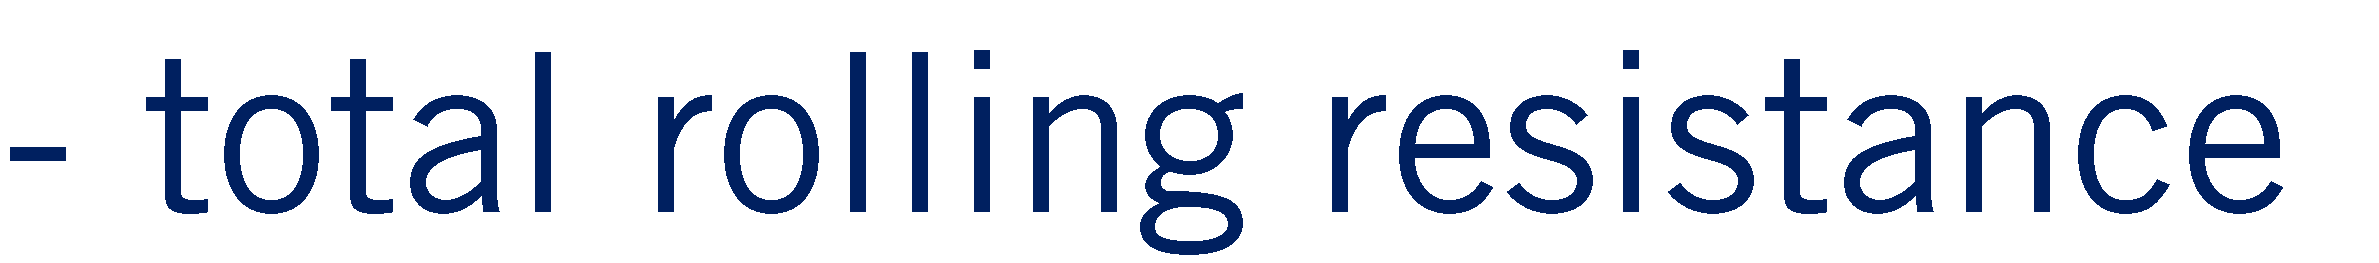 - total rolling resistance